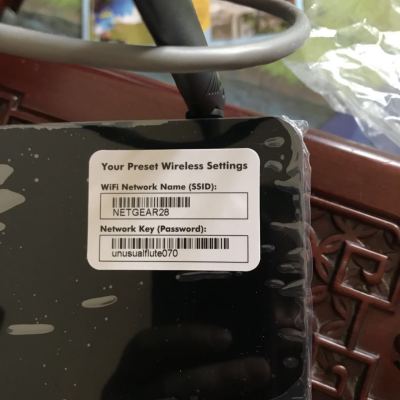 Your Preset Wireless Settings
WiFi Network Name (SSID):
NETGEAR28
Network Key (Password):
unusualflute070